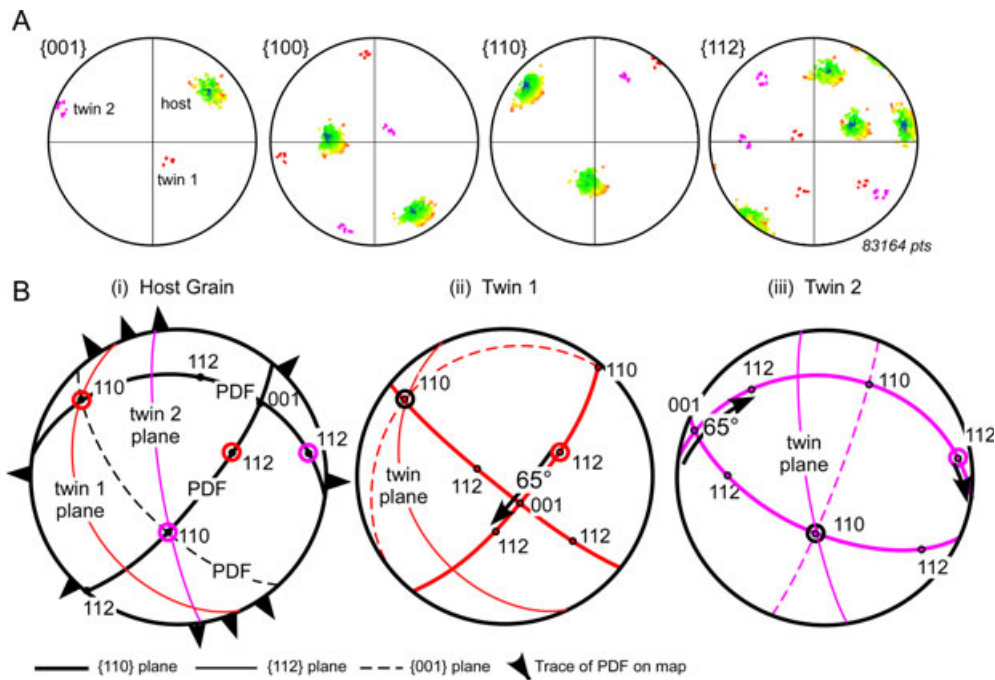 A
{001}
{100}
{110}
{112}
twin 2
host
twin 1
83164 pts
B
(i) Host Grain
(ii) Twin 1
(iii) Twin 2
112
PDF
001
110
twin 2
plane
112
112
PDF
twin 1
plane
110
PDF
112
110
110
twin
plane
112
112
65°
001
112
112
112
110
001
65°
twin
plane
112
112
110
112
{110} plane
{112} plane
{001} plane
Trace of PDF on map